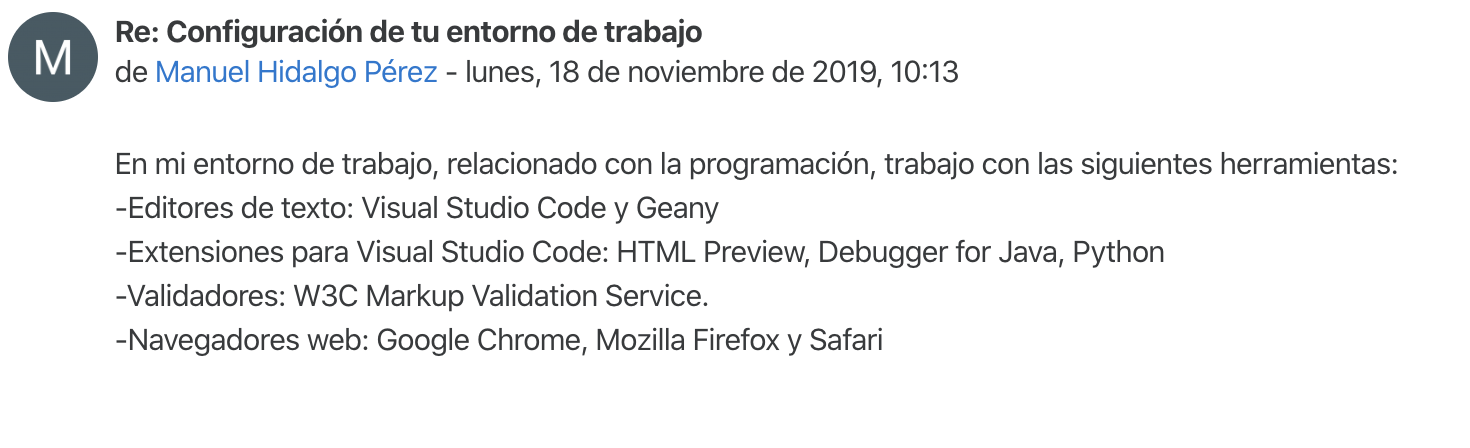 M
Re: Configuración de tu entorno de trabajo
de Manuel Hidalgo Pérez - lunes, 18 de noviembre de 2019, 10:13
En mi entorno de trabajo, relacionado con la programación, trabajo con las siguientes herramientas:
-Editores de texto: Visual Studio Code y Geany
-Extensiones para Visual Studio Code: HTML Preview, Debugger for Java, Python
-Validadores: W3C Markup Validation Service.
-Navegadores web: Google Chrome, Mozilla Firefox y Safari